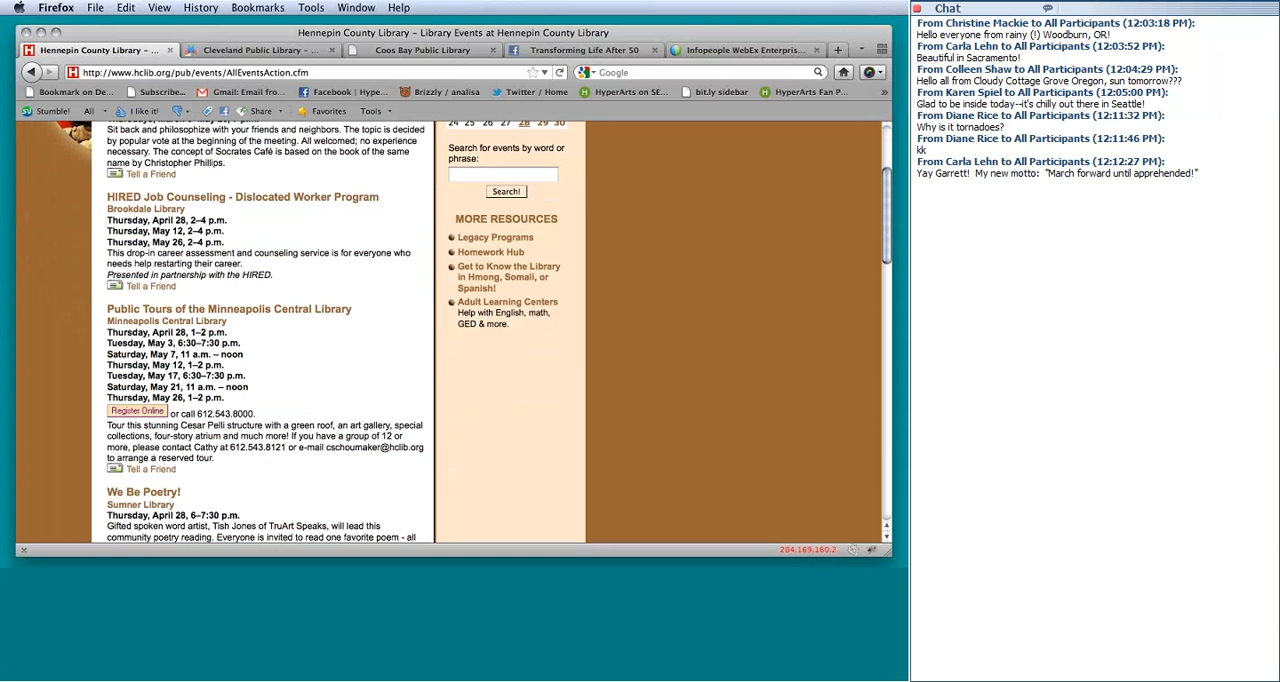 Firefox File Edit View History Bookmarks Tools Window Help
Hennepin County Library – Library Events at Hennepin County Library
Hennepin County Library – ... Cleveland Public Library – ... Coos Bay Public Library Transforming Life After 50 Infopeople WebEx Enterpris...
http://www.hclib.org/pub/events/AllEventsAction.cfm
Google
Bookmark on De... Subscribe... Gmail: Email fro... Facebook | Hype... Brizzly / analisa Twitter / Home HyperArts on SE... bit.ly sidebar HyperArts Fan P...
Stumble! All I like it! Share Favorites Tools
Sit back and philosophize with your friends and neighbors. The topic is decided
by popular vote at the beginning of the meeting. All welcome; no experience
necessary. The concept of Socrates Café is based on the book of the same
name by Christopher Phillips.
Tell a Friend
HIRED Job Counseling - Dislocated Worker Program
Brookdale Library
Thursday, April 28, 2–4 p.m.
Thursday, May 12, 2–4 p.m.
Thursday, May 26, 2–4 p.m.
This drop-in career assessment and counseling service is for everyone who
needs help restarting their career.
Presented in partnership with the HIRED.
Tell a Friend
Public Tours of the Minneapolis Central Library
Minneapolis Central Library
Thursday, April 28, 1–2 p.m.
Tuesday, May 3, 6:30–7:30 p.m.
Saturday, May 7, 11 a.m. – noon
Thursday, May 12, 1–2 p.m.
Tuesday, May 17, 6:30–7:30 p.m.
Saturday, May 21, 11 a.m. – noon
Thursday, May 26, 1–2 p.m.
Register Online or call 612.543.8000.
Tour this stunning Cesar Pelli structure with a green roof, an art gallery, special
collections, four-story atrium and much more! If you have a group of 12 or
more, please contact Cathy at 612.543.8121 or e-mail cschoumaker@hclib.org
to arrange a reserved tour.
Tell a Friend
We Be Poetry!
Sumner Library
Thursday, April 28, 6–7:30 p.m.
Gifted spoken word artist, Tish Jones of TruArt Speaks, will lead this
community poetry reading. Everyone is invited to read one favorite poem - all
24 25 26 27 28 29 30
Search for events by word or
phrase:
Search!
MORE RESOURCES
Legacy Programs
Homework Hub
Get to Know the Library
in Hmong, Somali, or
Spanish!
Adult Learning Centers
Help with English, math,
GED & more.
204.169.160.2
Chat
From Christine Mackie to All Participants (12:03:18 PM):
Hello everyone from rainy (!) Woodburn, OR!
From Carla Lehn to All Participants (12:03:52 PM):
Beautiful in Sacramento!
From Colleen Shaw to All Participants (12:04:29 PM):
Hello all from Cloudy Cottage Grove Oregon, sun tomorrow???
From Karen Spiel to All Participants (12:05:00 PM):
Glad to be inside today--it's chilly out there in Seattle!
From Diane Rice to All Participants (12:11:32 PM):
Why is it tornadoes?
From Diane Rice to All Participants (12:11:46 PM):
kk
From Carla Lehn to All Participants (12:12:27 PM):
Yay Garrett! My new motto: "March forward until apprehended!"